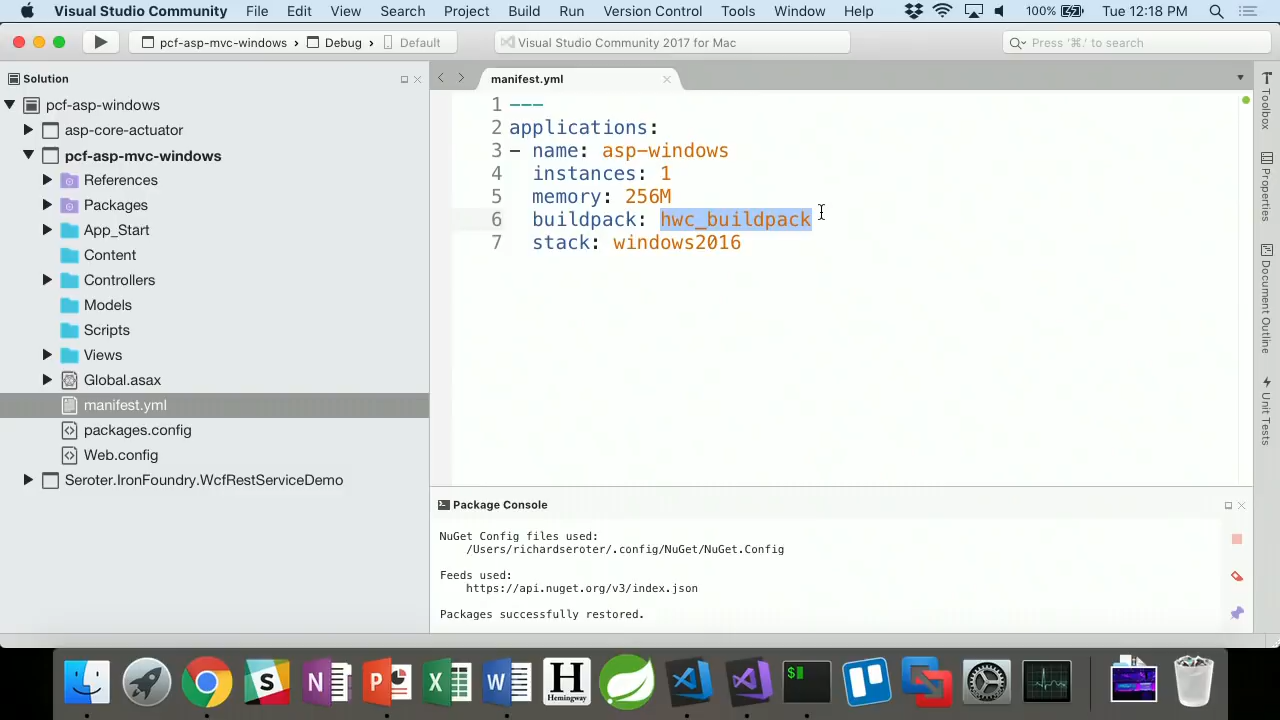 Visual Studio Community File Edit View Search Project Build Run Version Control Tools Window Help 100% Tue 12:18 PM
pcf-asp-mvc-windows › Debug › Default
Visual Studio Community 2017 for Mac
Press '⌘.' to search
Solution
pcf-asp-windows
asp-core-actuator
pcf-asp-mvc-windows
References
Packages
App_Start
Content
Controllers
Models
Scripts
Views
Global.asax
manifest.yml
packages.config
Web.config
Seroter.IronFoundry.WcfRestServiceDemo
manifest.yml
1 ---
2 applications:
3 - name: asp-windows
4 instances: 1
5 memory: 256M
6 buildpack: hwc_buildpack
7 stack: windows2016
Toolbox
Properties
Document Outline
Unit Tests
Package Console
NuGet Config files used:
/Users/richardseroter/.config/NuGet/NuGet.Config
Feeds used:
https://api.nuget.org/v3/index.json
Packages successfully restored.
S
N
P
X
W
H
Hemingway
$